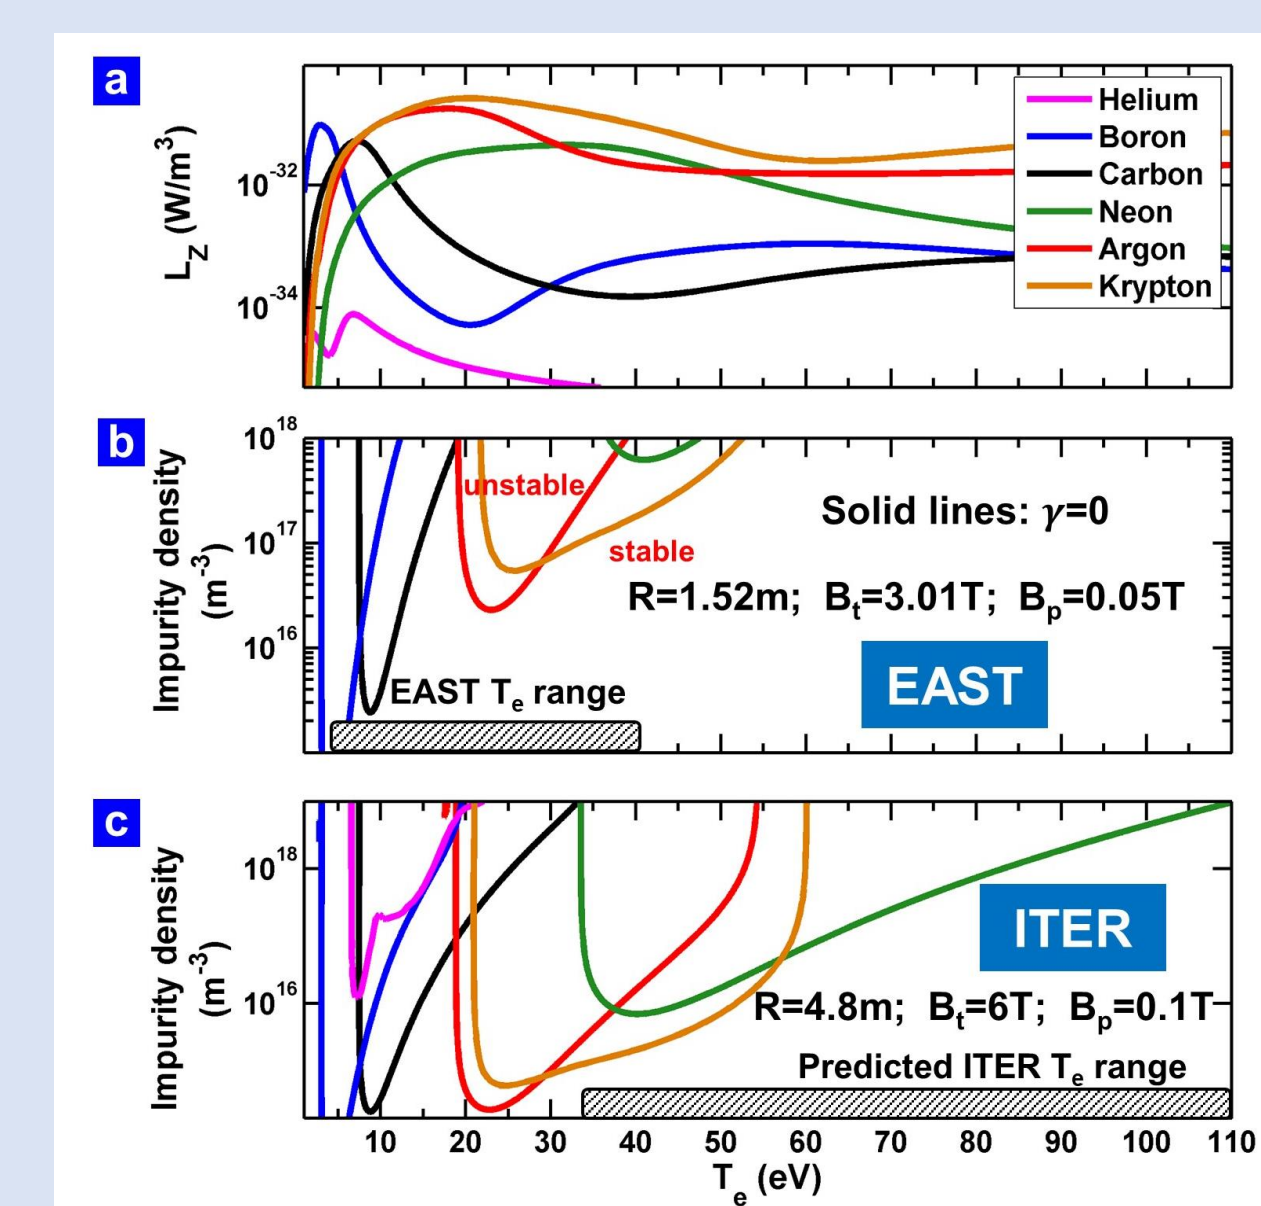 a
L_Z (W/m^3)
10^-32
10^-34
Helium
Boron
Carbon
Neon
Argon
Krypton
b
Impurity density
(m^-3)
10^18
10^17
10^16
unstable
stable
Solid lines: γ=0
R=1.52m; B_t=3.01T; B_p=0.05T
EAST
EAST T_e range
c
Impurity density
(m^-3)
10^18
10^16
ITER
R=4.8m; B_t=6T; B_p=0.1T
Predicted ITER T_e range
10 20 30 40 50 60 70 80 90 100 110
T_e (eV)